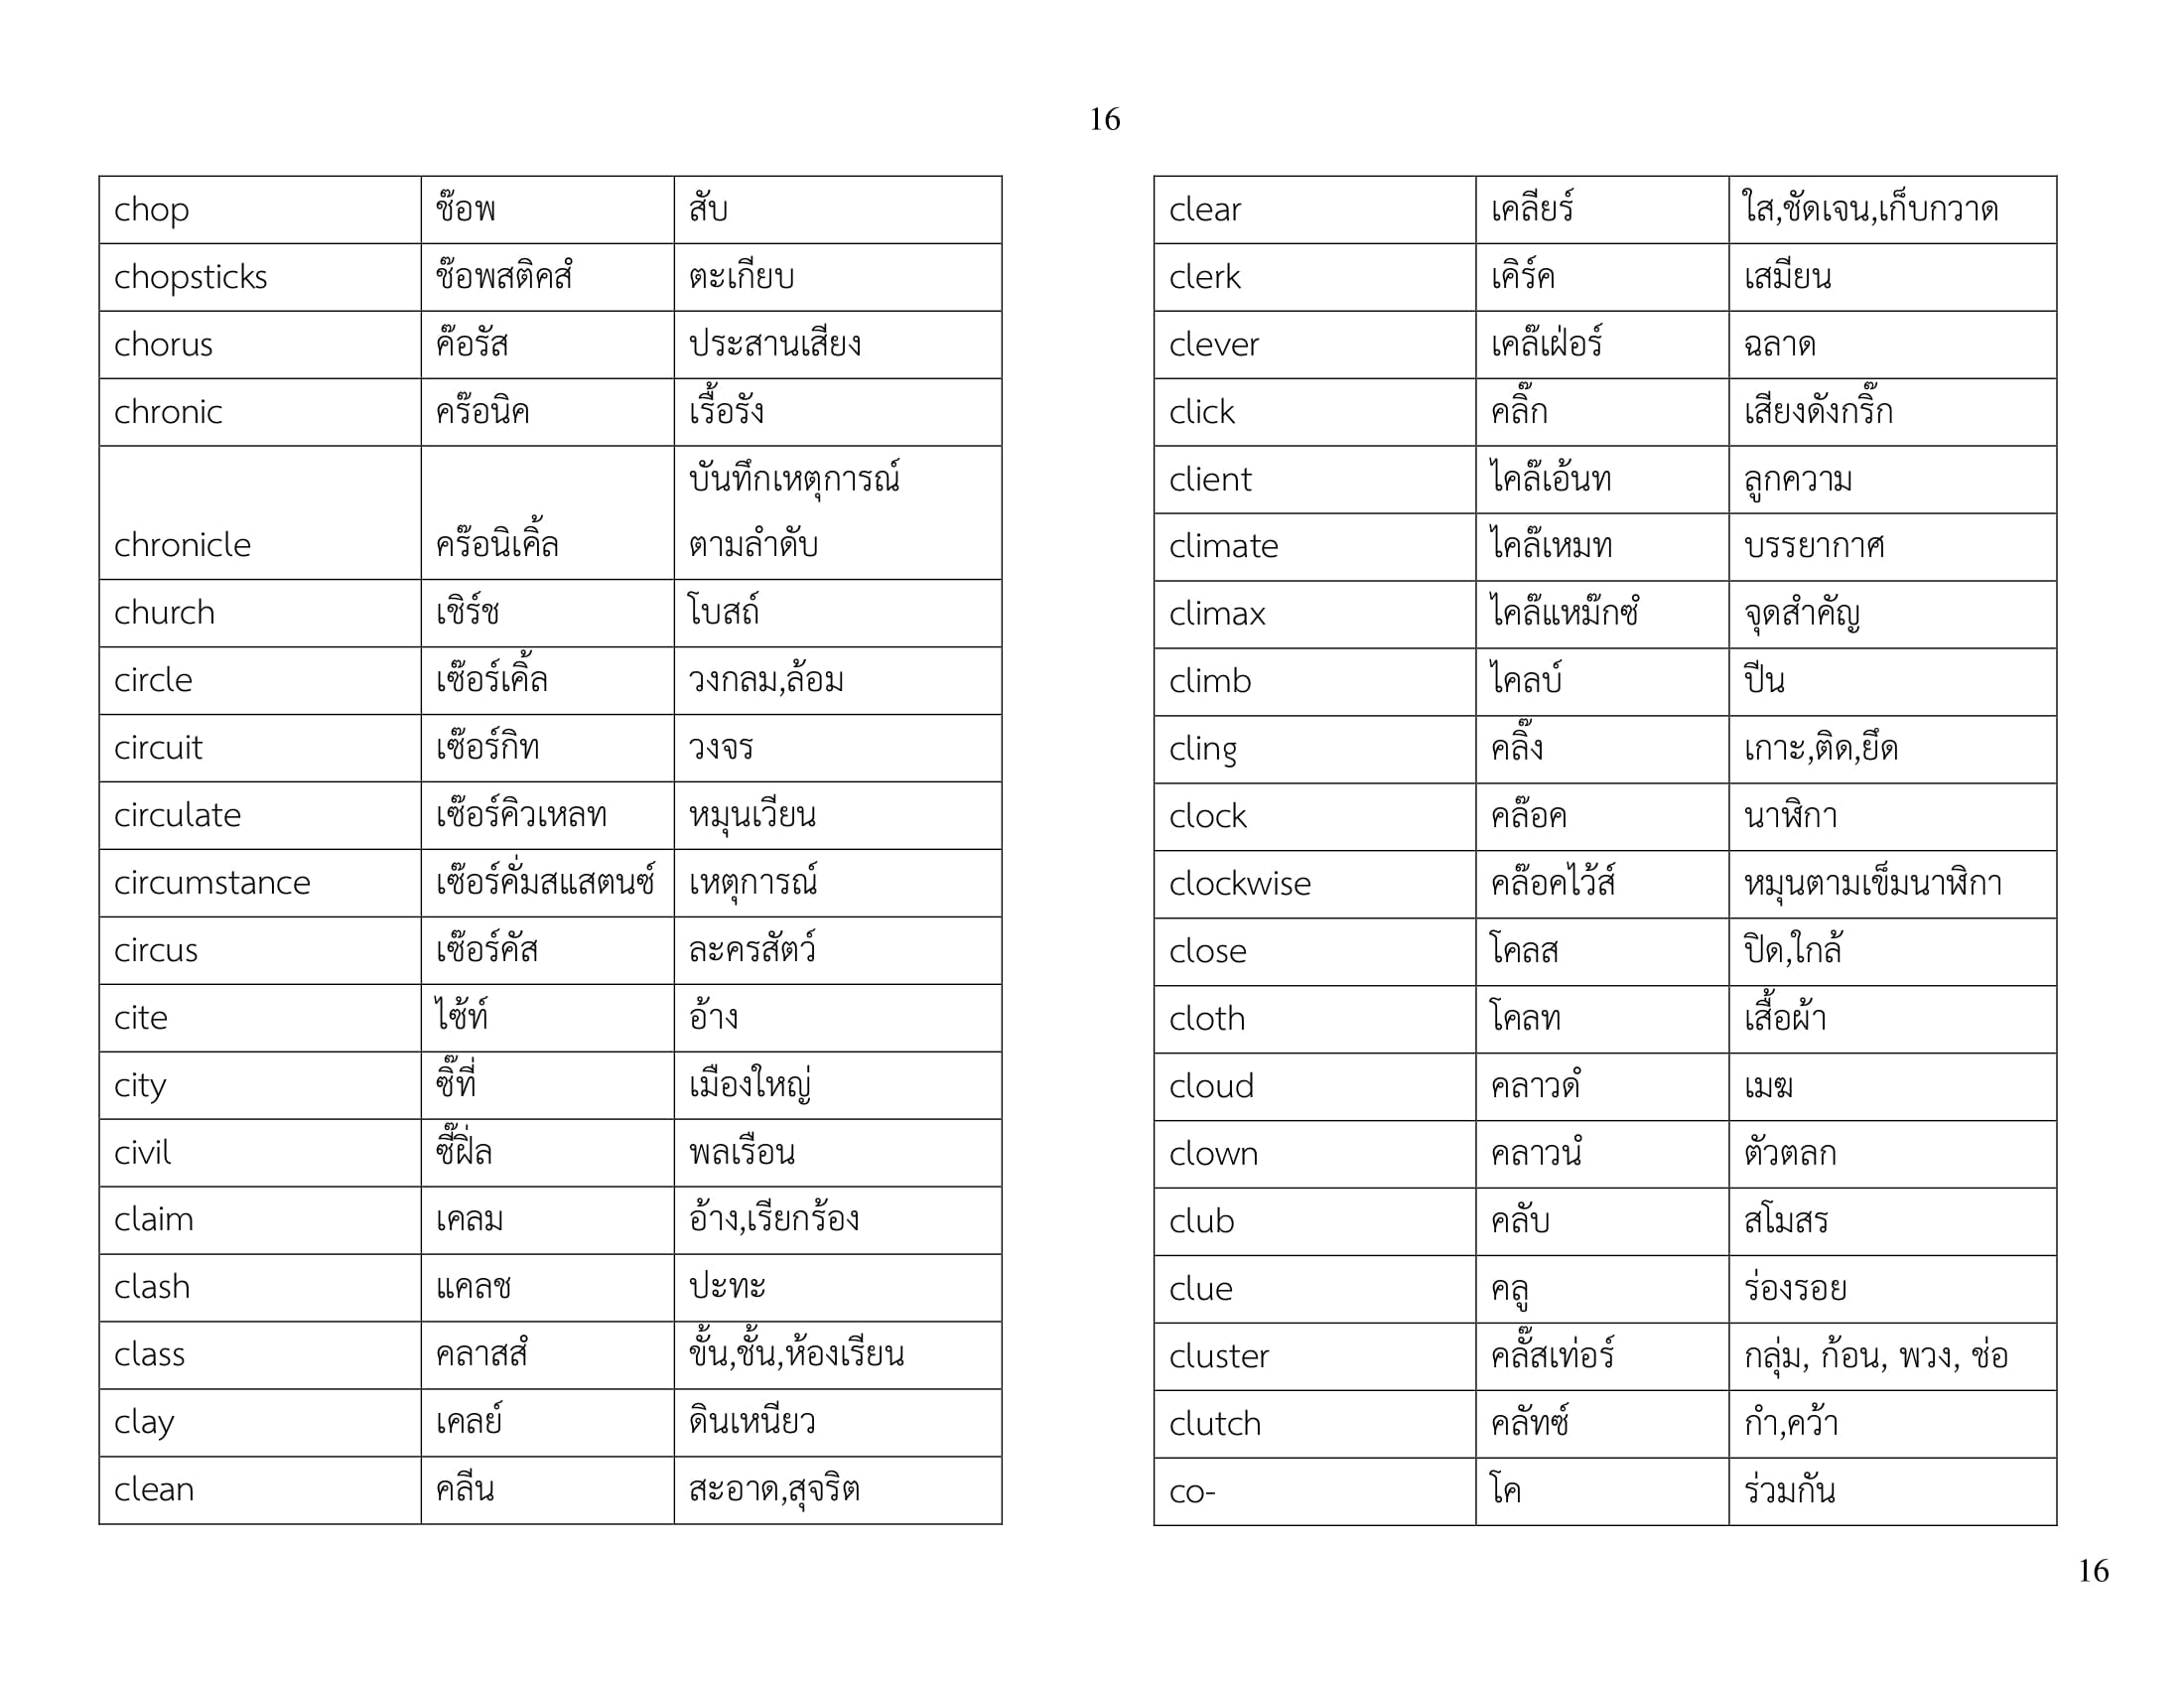 16
chop ช๊อพ สับ
chopsticks ช๊อพสติคสํ ตะเกียบ
chorus ค๊อรัส ประสานเสียง
chronic คร๊อนิค เรื้อรัง
บันทึกเหตุการณ์
chronicle คร๊อนิเคิ้ล ตามลำดับ
church เชิร์ช โบสถ์
circle เซ๊อร์เคิ้ล วงกลม,ล้อม
circuit เซ๊อร์กิท วงจร
circulate เซ๊อร์คิวเหลท หมุนเวียน
circumstance เซ๊อร์คั่มสแสตนซ์ เหตุการณ์
circus เซ๊อร์คัส ละครสัตว์
cite ไซ้ท์ อ้าง
city ซิ๊ที่ เมืองใหญ่
civil ซี๊ฝิ่ล พลเรือน
claim เคลม อ้าง,เรียกร้อง
clash แคลช ปะทะ
class คลาสสํ ขั้น,ชั้น,ห้องเรียน
clay เคลย์ ดินเหนียว
clean คลีน สะอาด,สุจริต
clear เคลียร์ ใส,ชัดเจน,เก็บกวาด
clerk เคิร์ค เสมียน
clever เคล๊เฝ่อร์ ฉลาด
click คลิ๊ก เสียงดังกริ๊ก
client ไคล๊เอ้นท ลูกความ
climate ไคล๊เหมท บรรยากาศ
climax ไคล๊แหม๊กซํ จุดสำคัญ
climb ไคลบ์ ปีน
cling คลิ๊ง เกาะ,ติด,ยึด
clock คล๊อค นาฬิกา
clockwise คล๊อคไว้ส์ หมุนตามเข็มนาฬิกา
close โคลส ปิด,ใกล้
cloth โคลท เสื้อผ้า
cloud คลาวดํ เมฆ
clown คลาวนํ ตัวตลก
club คลับ สโมสร
clue คลู ร่องรอย
cluster คลั๊สเท่อร์ กลุ่ม, ก้อน, พวง, ช่อ
clutch คลัทซ์ กำ,คว้า
co- โค ร่วมกัน
16